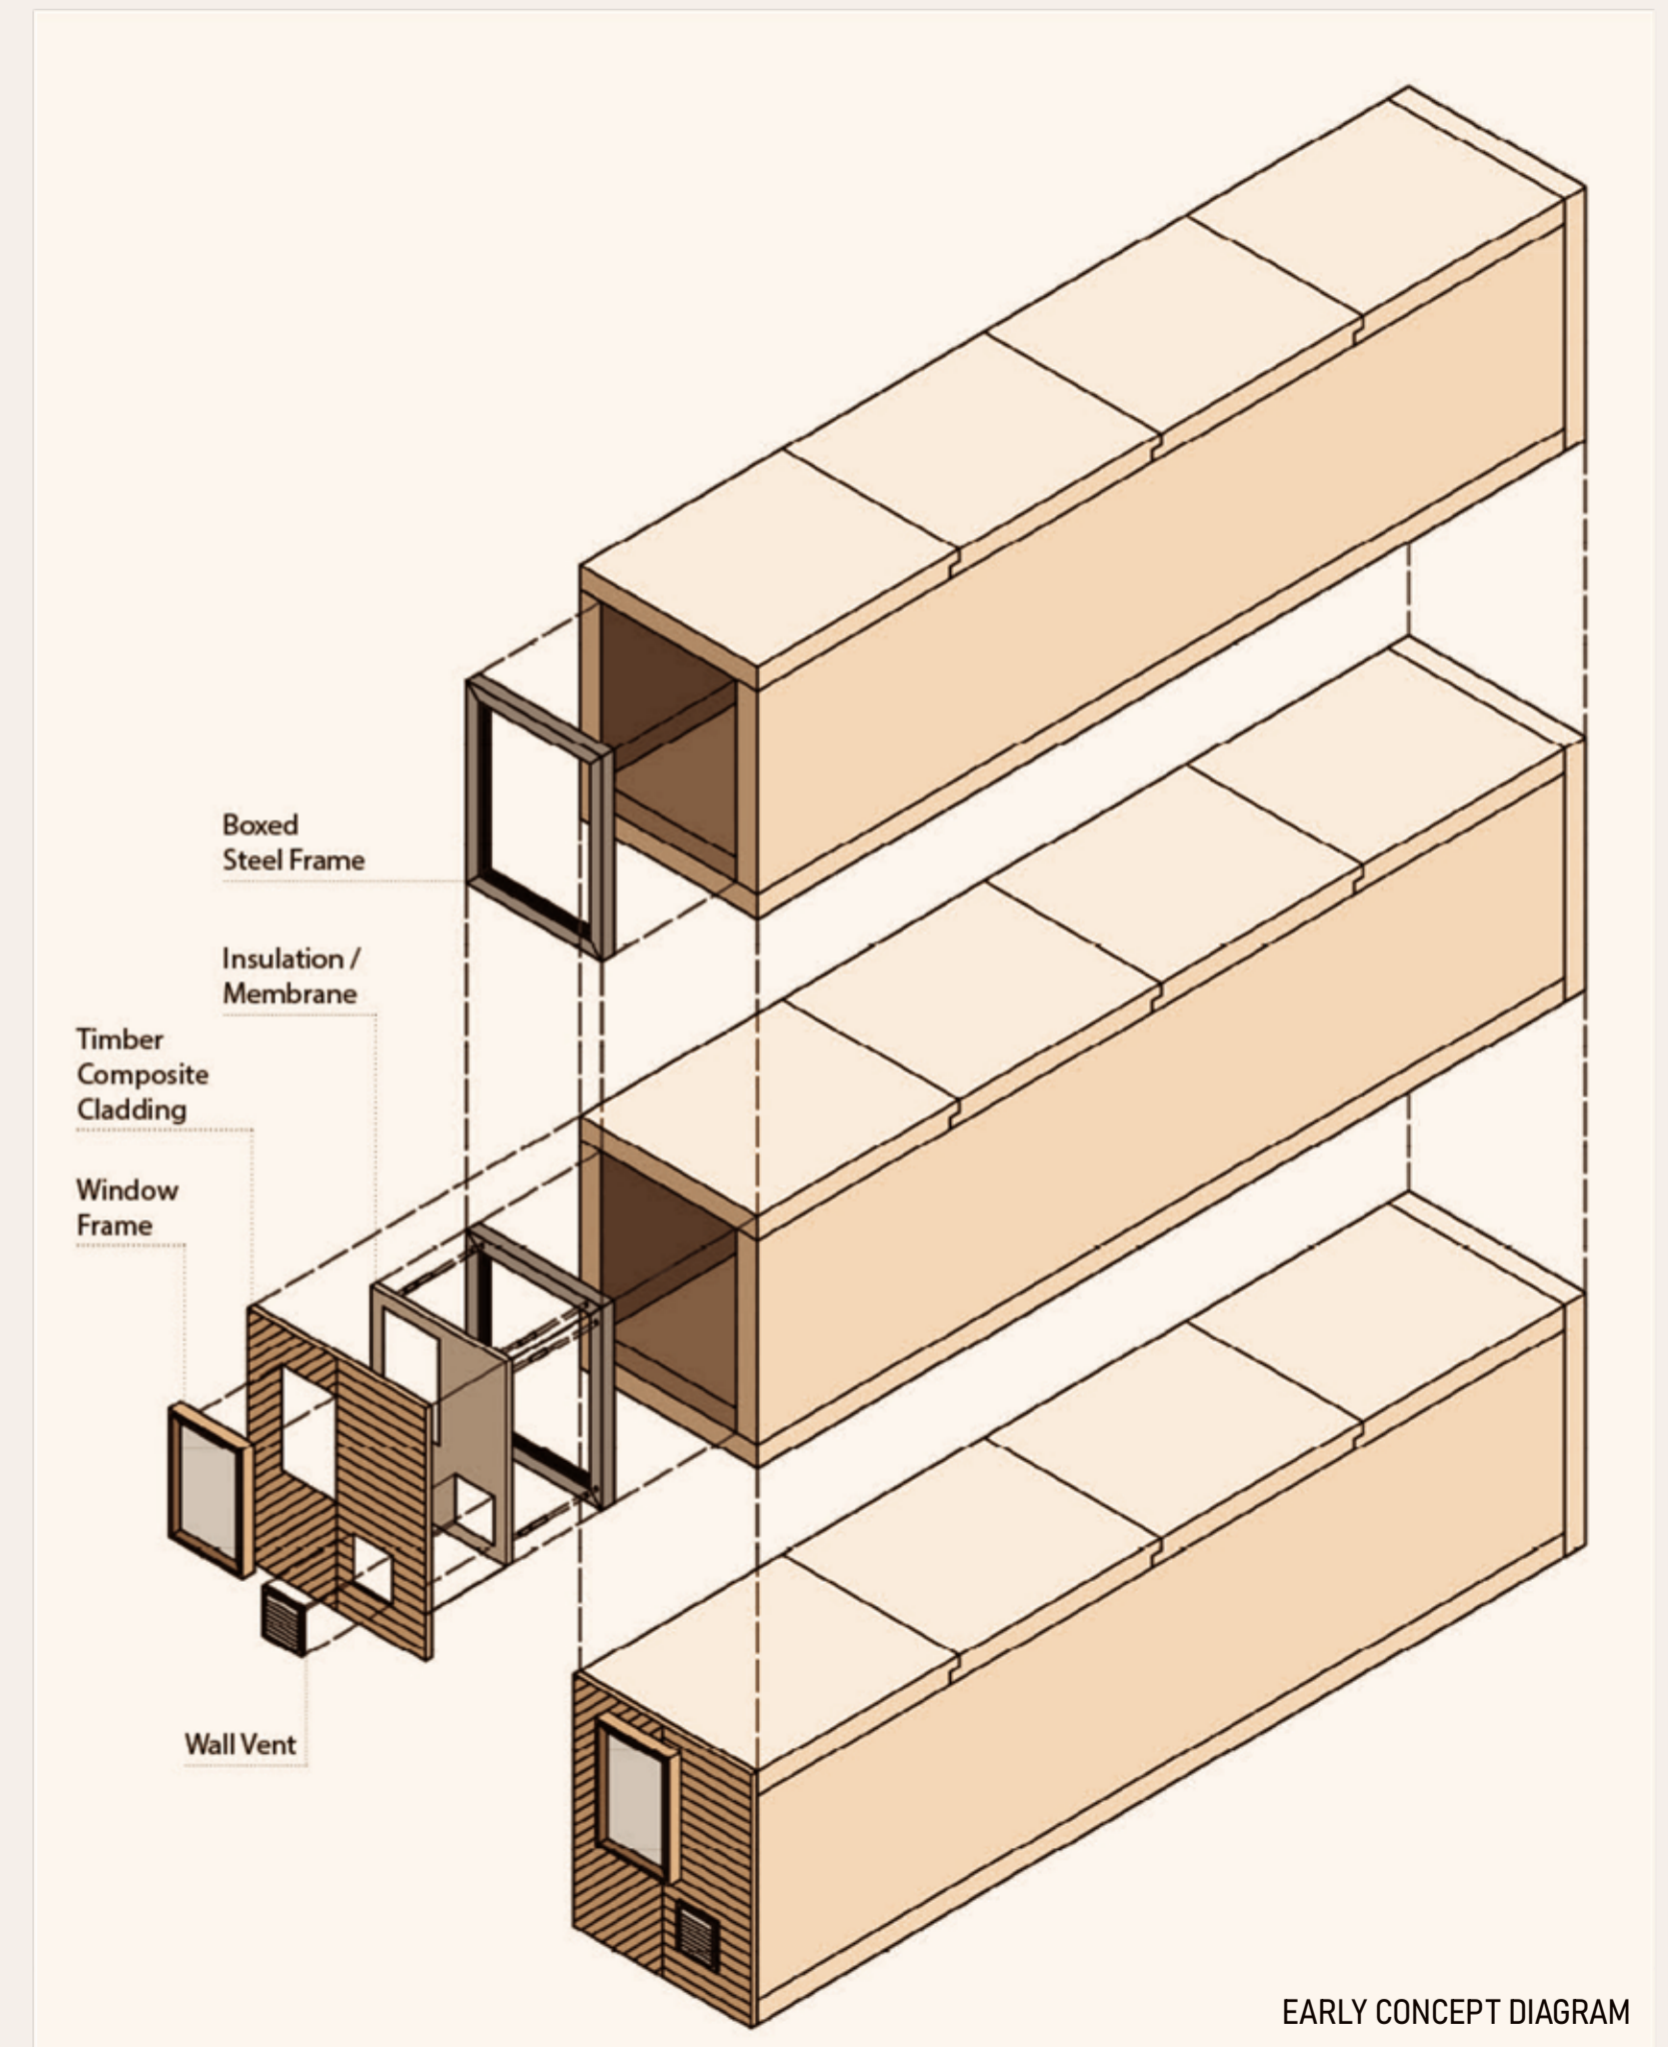 Boxed
Steel Frame
Insulation /
Membrane
Timber
Composite
Cladding
Window
Frame
Wall Vent
EARLY CONCEPT DIAGRAM